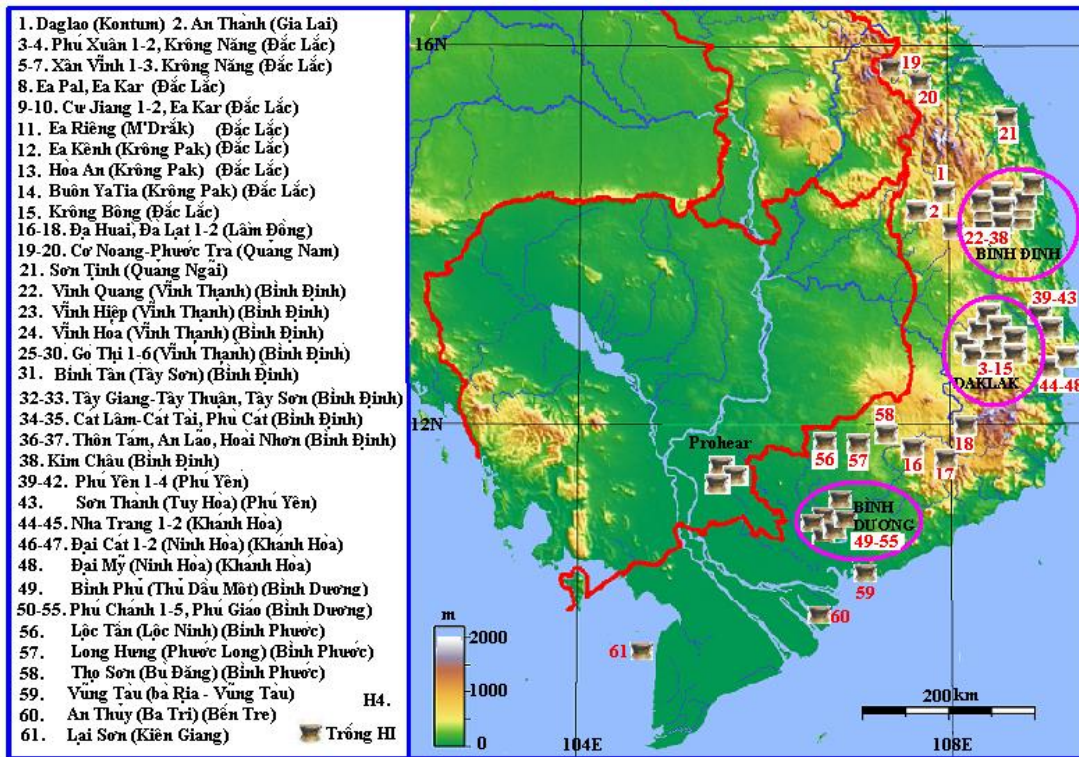 1. Daglao (Kontum) 2. An Thành (Gia Lai)
3-4. Phú Xuân 1-2, Krông Năng (Đắc Lắc)
5-7. Xân Vĩnh 1-3. Krông Năng (Đắc Lắc)
8. Ea Pal, Ea Kar (Đắc Lắc)
9-10. Cư Jiang 1-2, Ea Kar (Đắc Lắc)
11. Ea Riêng (M'Drăk) (Đắc Lắc)
12. Ea Kênh (Krông Pak) (Đắc Lắc)
13. Hòa An (Krông Pak) (Đắc Lắc)
14. Buôn YaTia (Krông Pak) (Đắc Lắc)
15. Krông Bông (Đắc Lắc)
16-18. Đạ Huai, Đà Lạt 1-2 (Lâm Đồng)
19-20. Cơ Noang-Phước Trà (Quảng Nam)
21. Sơn Tịnh (Quảng Ngãi)
22. Vĩnh Quang (Vĩnh Thạnh) (Bình Định)
23. Vĩnh Hiệp (Vĩnh Thạnh) (Bình Định)
24. Vĩnh Hoa (Vĩnh Thạnh) (Bình Định)
25-30. Gò Thị 1-6 (Vĩnh Thạnh) (Bình Định)
31. Bình Tân (Tây Sơn) (Bình Định)
32-33. Tây Giang-Tây Thuận, Tây Sơn (Bình Định)
34-35. Cát Lâm-Cát Tài, Phù Cát (Bình Định)
36-37. Thôn Tám, An Lão, Hoài Nhơn (Bình Định)
38. Kim Châu (Bình Định)
39-42. Phú Yên 1-4 (Phú Yên)
43. Sơn Thành (Tuy Hòa) (Phú Yên)
44-45. Nha Trang 1-2 (Khánh Hòa)
46-47. Đại Cát 1-2 (Ninh Hòa) (Khánh Hòa)
48. Đại Mỹ (Ninh Hòa) (Khánh Hòa)
49. Bình Phú (Thủ Dầu Một) (Bình Dương)
50-55. Phú Chánh 1-5, Phú Giáo (Bình Dương)
56. Lộc Tấn (Lộc Ninh) (Bình Phước)
57. Long Hưng (Phước Long) (Bình Phước)
58. Thọ Sơn (Bù Đăng) (Bình Phước)
59. Vũng Tàu (bà Rịa - Vũng Tàu)
H4.
60. An Thủy (Ba Tri) (Bến Tre)
61. Lại Sơn (Kiên Giang)
Trống HI
16N
19
20
21
1
2
22-38
BÌNH ĐỊNH
39-43
3-15
DAKLAK
44-48
12N
58
Prohear
56
57
16
17
18
BÌNH
DƯƠNG
49-55
59
60
61
m
2000
1000
0
200 km
104E
108E